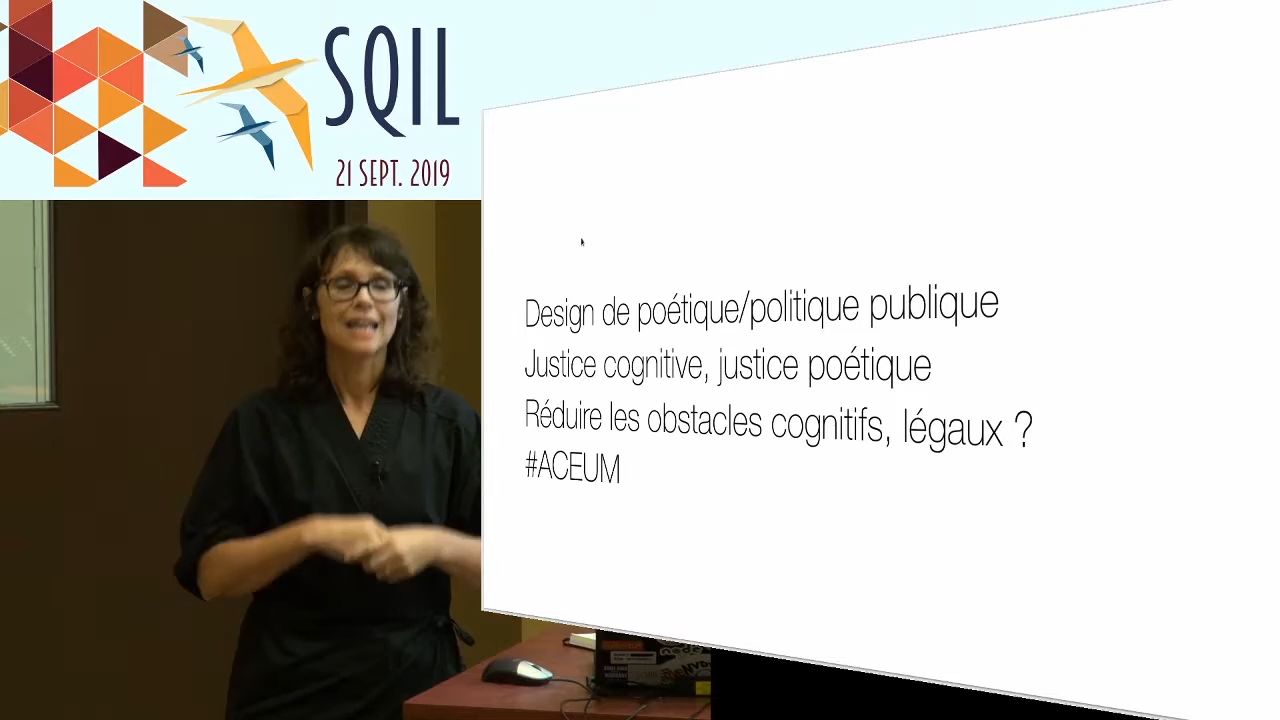 SQIL
21 SEPT. 2019
Design de poétique/politique publique
Justice cognitive, justice poétique
Réduire les obstacles cognitifs, légaux ?
#ACEUM